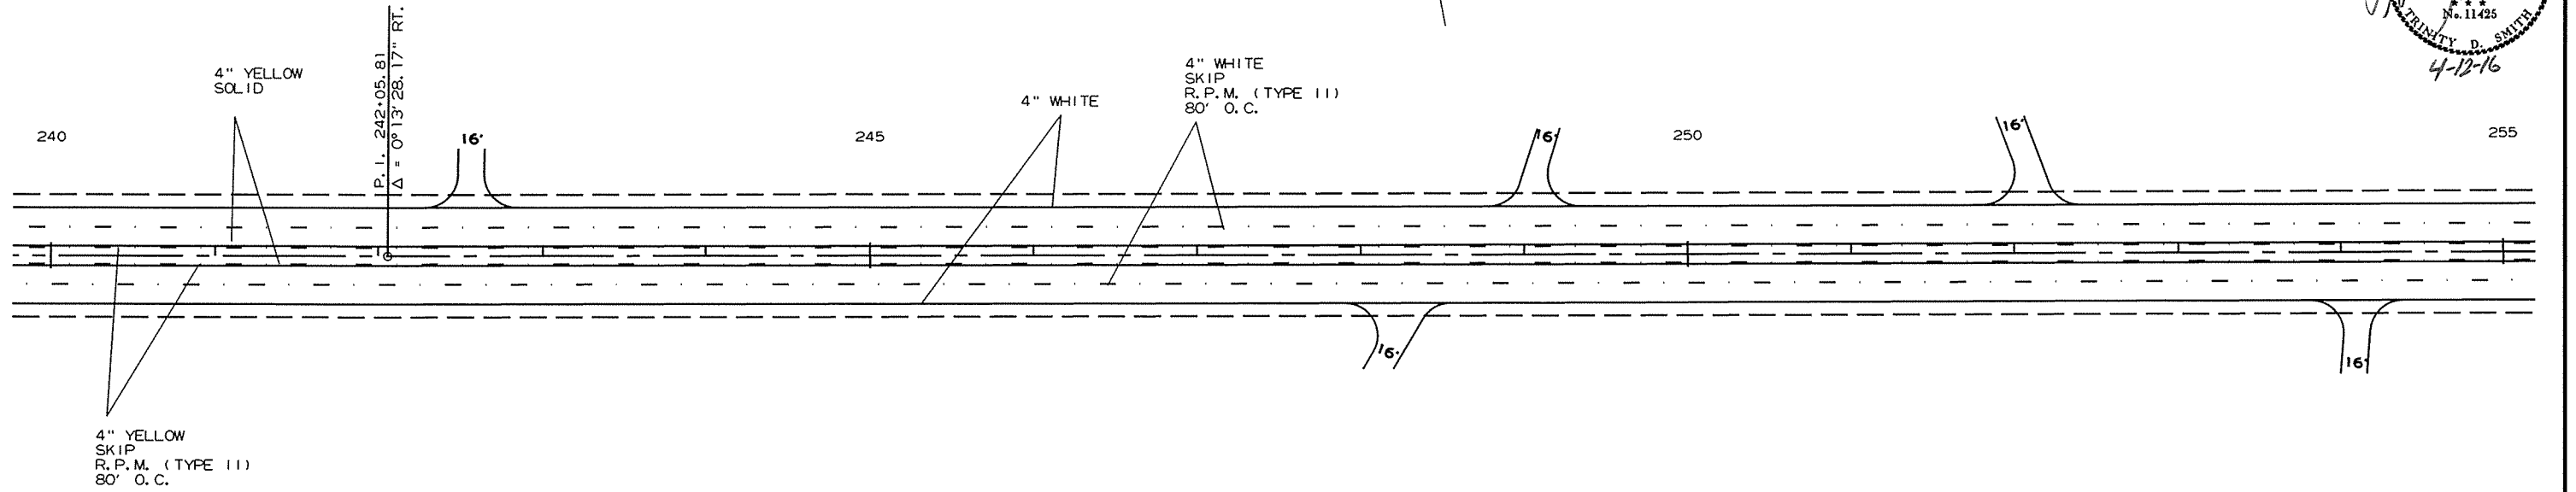 ★ ★ ★
No. 11425
TRINITY D. SMITH
4-12-16
4" YELLOW
SOLID
P.I. 242+05.81
Δ = 0°13'28.17" RT.
4" WHITE
4" WHITE
SKIP
R.P.M. (TYPE II)
80' O.C.
240
16'
245
16'
250
16'
255
16'
16'
4" YELLOW
SKIP
R.P.M. (TYPE II)
80' O.C.